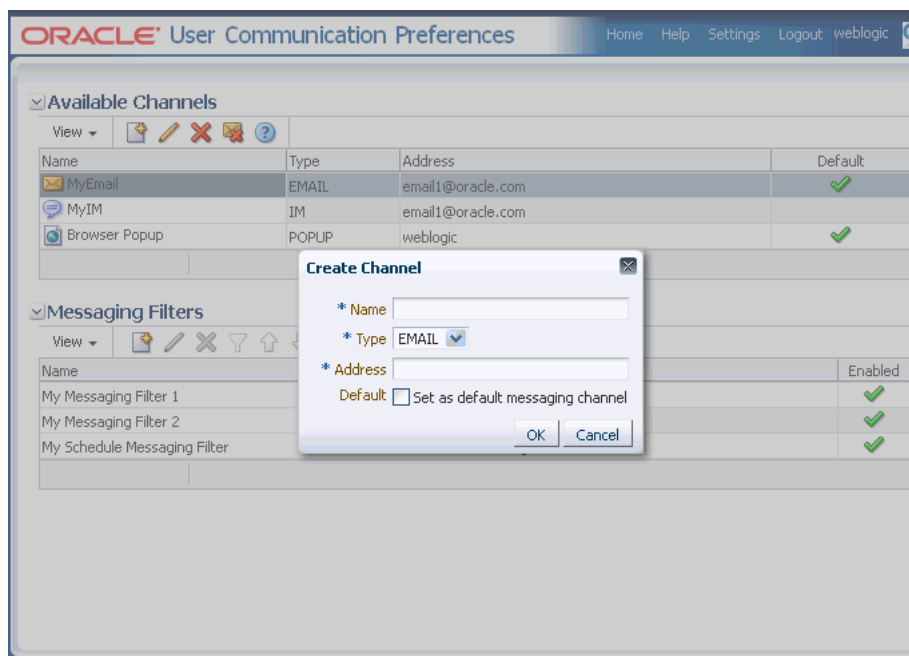 ORACLE User Communication Preferences Home Help Settings Logout weblogic
Available Channels
View
Name Type Address Default
MyEmail EMAIL email1@oracle.com
MyIM IM email1@oracle.com
Browser Popup POPUP weblogic
Create Channel
* Name
* Type EMAIL
* Address
Default Set as default messaging channel
OK Cancel
Messaging Filters
View
Name Enabled
My Messaging Filter 1
My Messaging Filter 2
My Schedule Messaging Filter